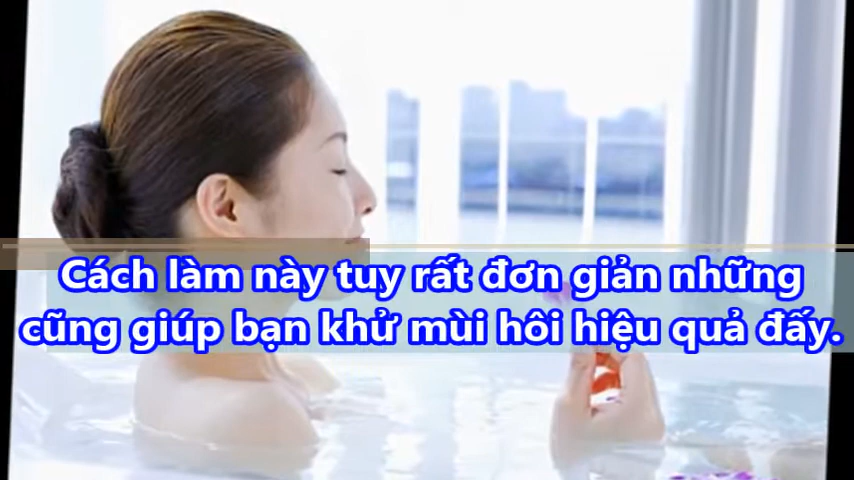 Cách làm này tuy rất đơn giản những
cũng giúp bạn khử mùi hôi hiệu quả đấy.